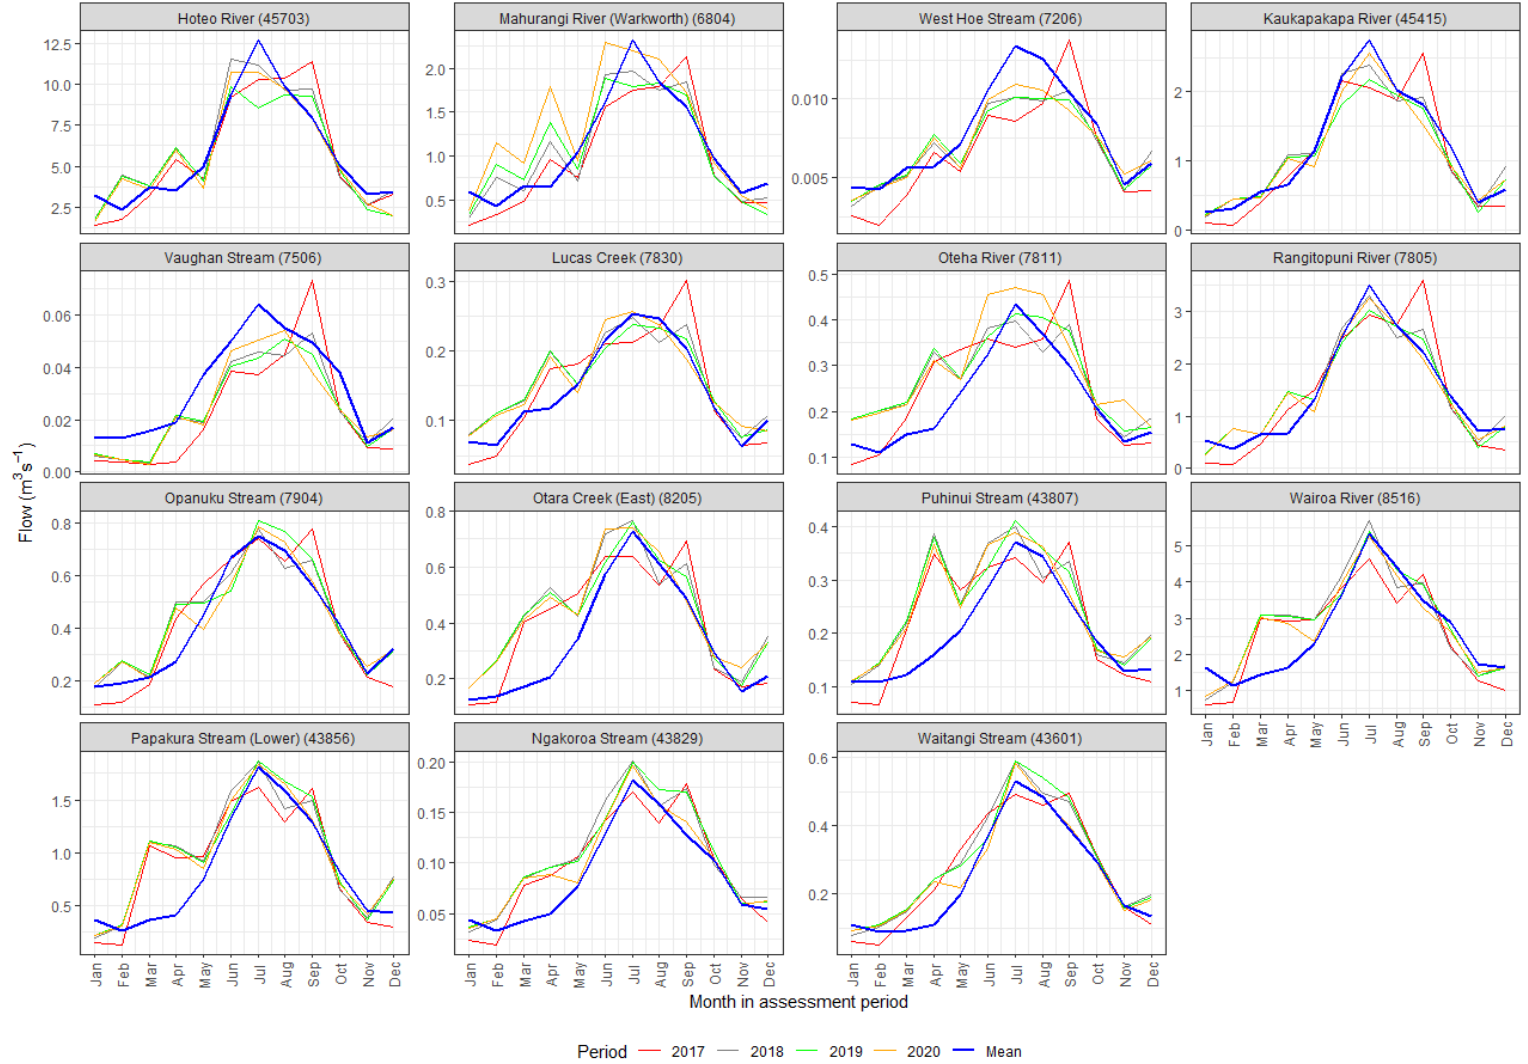 Hoteo River (45703)
Mahurangi River (Warkworth) (6804)
West Hoe Stream (7206)
Kaukapakapa River (45415)
12.5
10.0
7.5
5.0
2.5
2.0
1.5
1.0
0.5
0.010
0.005
2
1
0
Vaughan Stream (7506)
Lucas Creek (7830)
Oteha River (7811)
Rangitopuni River (7805)
0.06
0.04
0.02
0.00
0.3
0.2
0.1
0.5
0.4
0.3
0.2
0.1
3
2
1
0
Opanuku Stream (7904)
Otara Creek (East) (8205)
Puhinui Stream (43807)
Wairoa River (8516)
0.8
0.6
0.4
0.2
0.8
0.6
0.4
0.2
0.4
0.3
0.2
0.1
5
4
3
2
1
Jan Feb Mar Apr May Jun Jul Aug Sep Oct Nov Dec
Papakura Stream (Lower) (43856)
Ngakoroa Stream (43829)
Waitangi Stream (43601)
1.5
1.0
0.5
0.20
0.15
0.10
0.05
0.6
0.4
0.2
Jan Feb Mar Apr May Jun Jul Aug Sep Oct Nov Dec
Jan Feb Mar Apr May Jun Jul Aug Sep Oct Nov Dec
Jan Feb Mar Apr May Jun Jul Aug Sep Oct Nov Dec
Flow (m³s⁻¹)
Month in assessment period
Period 2017 2018 2019 2020 Mean